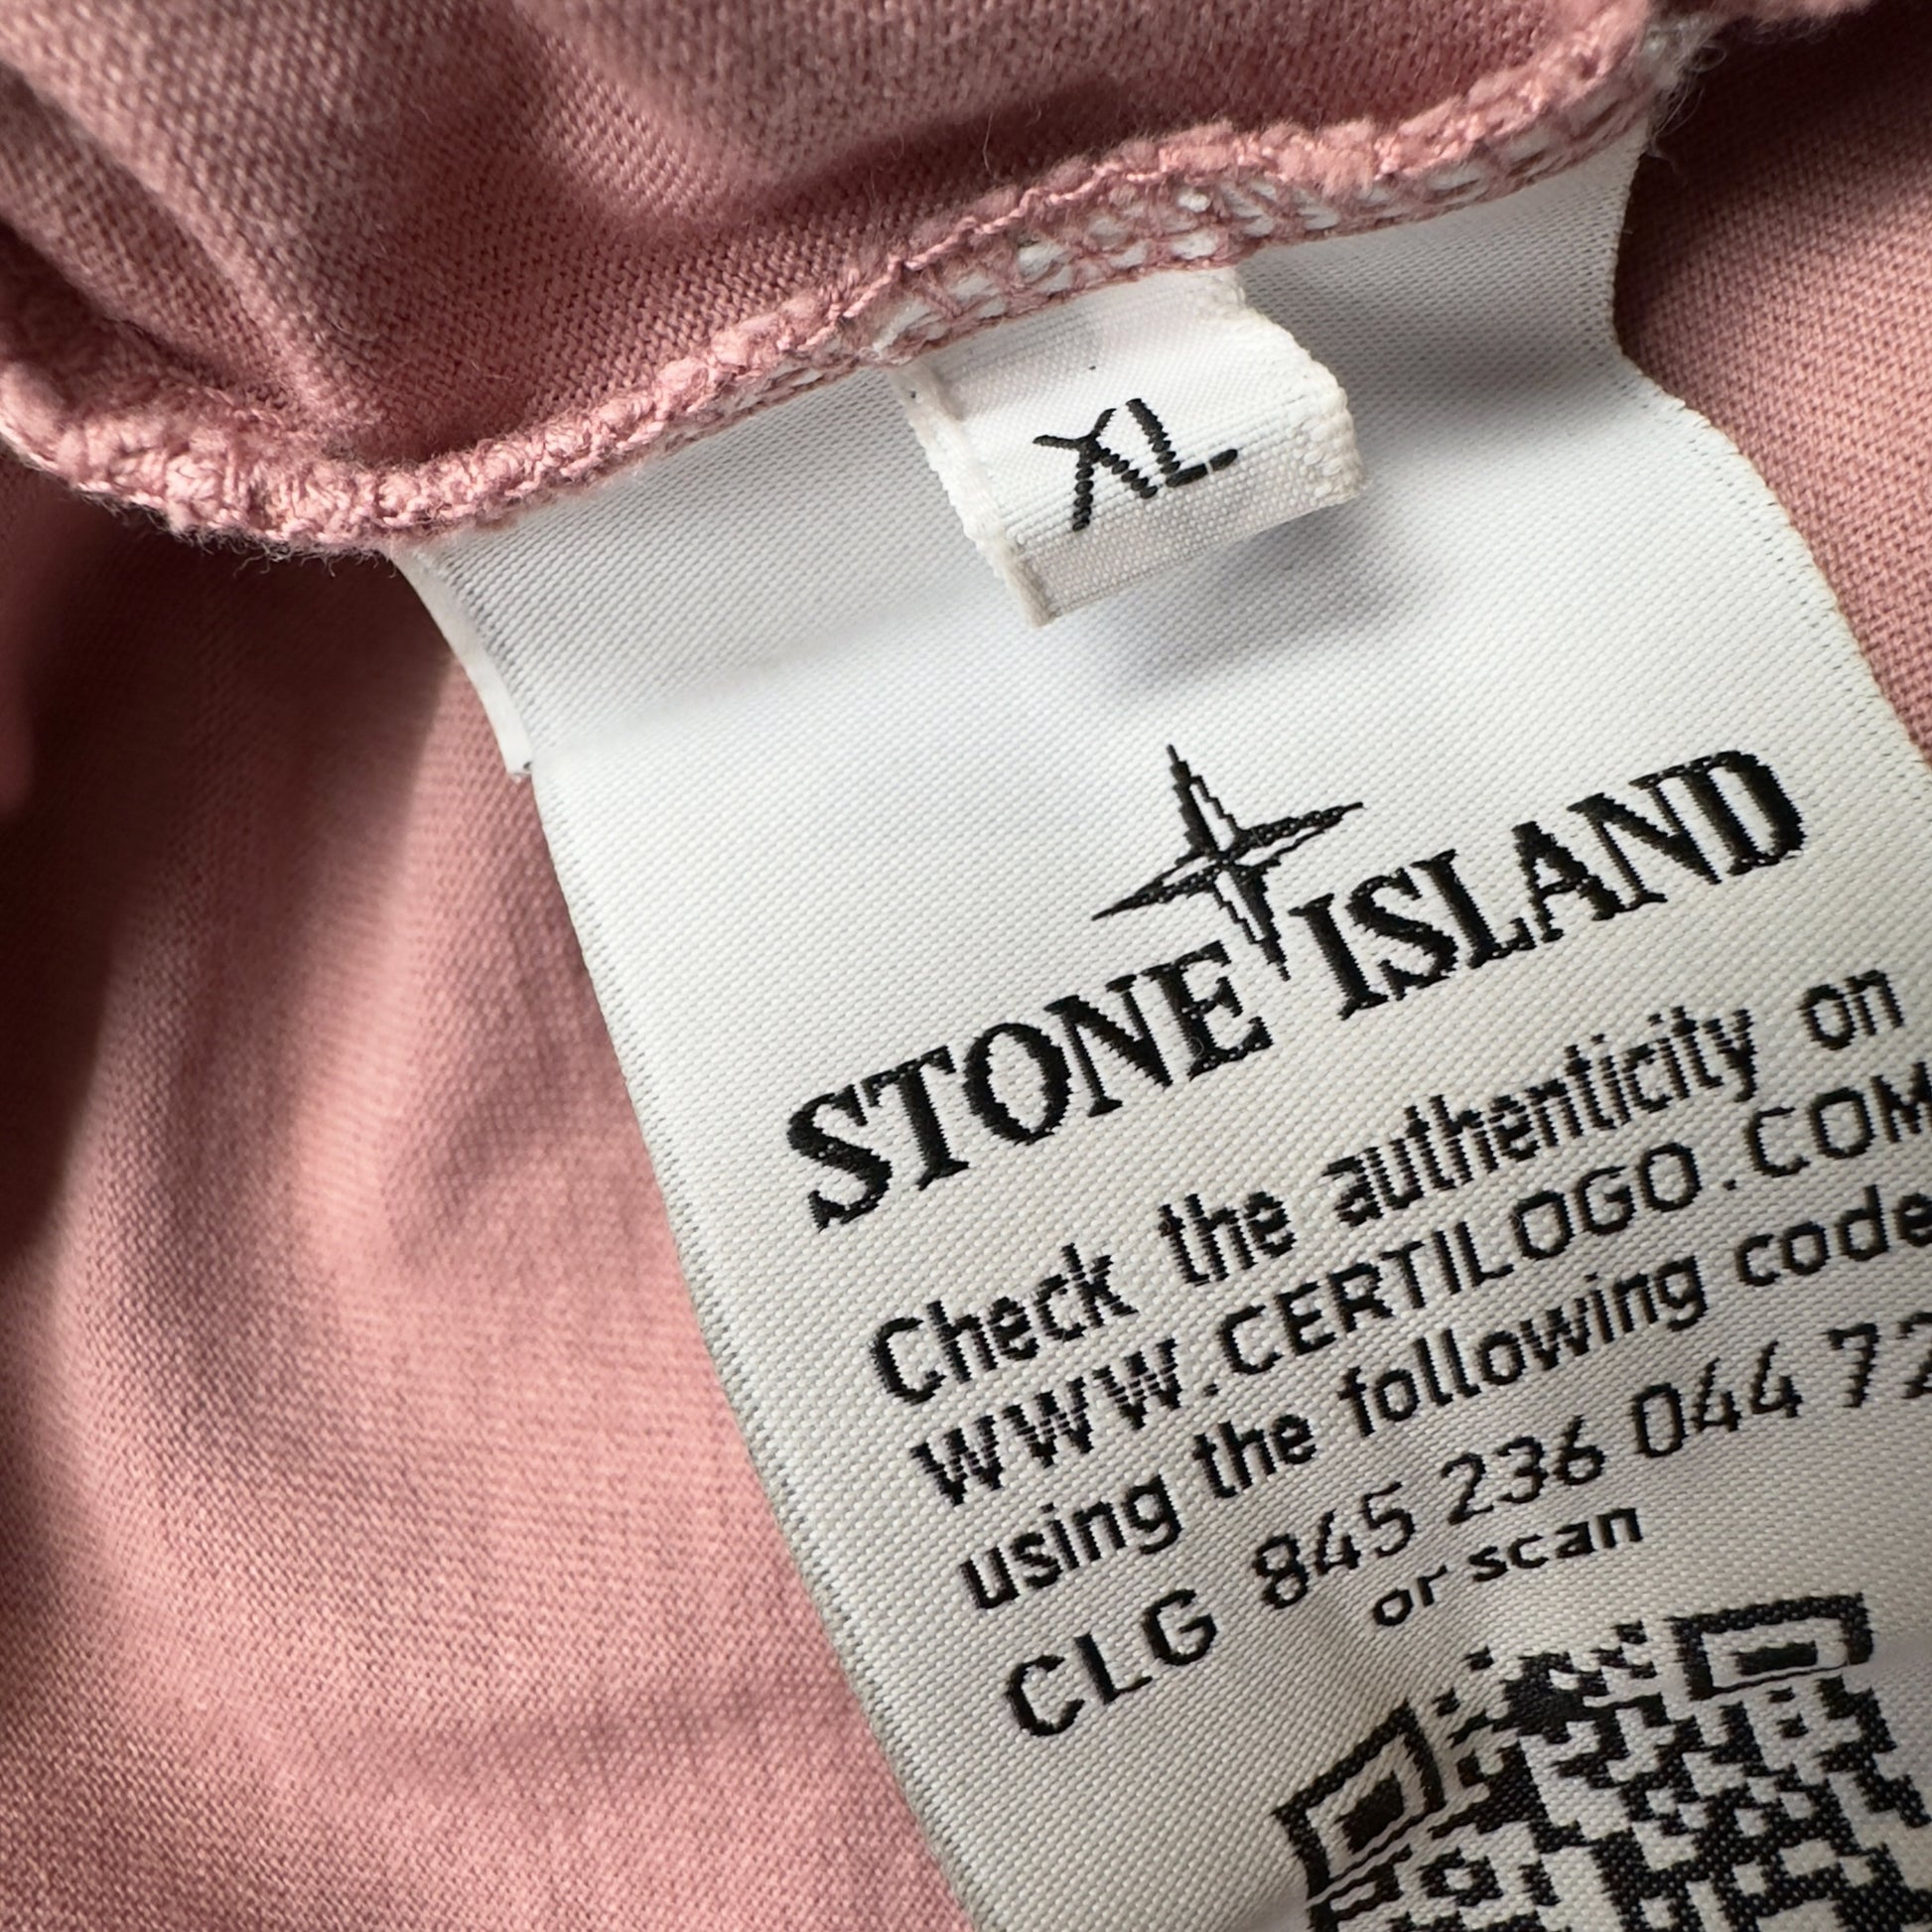 XL
STONE ISLAND
Check the authenticity on
WWW.CERTILOGO.COM
using the following code
CLG 845 236 044 72
or scan